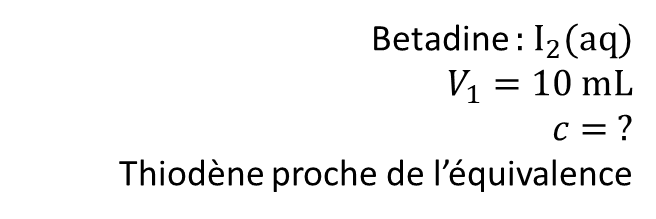 Betadine : I₂(aq)
V₁ = 10 mL
c = ?
Thiodène proche de l’équivalence